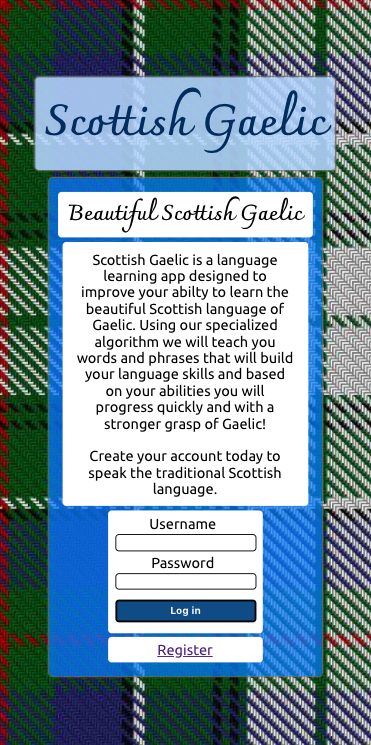 Scottish Gaelic
Beautiful Scottish Gaelic
Scottish Gaelic is a language
learning app designed to
improve your abilty to learn the
beautiful Scottish language of
Gaelic. Using our specialized
algorithm we will teach you
words and phrases that will build
your language skills and based
on your abilities you will
progress quickly and with a
stronger grasp of Gaelic!
Create your account today to
speak the traditional Scottish
language.
Username
Password
Log in
Register